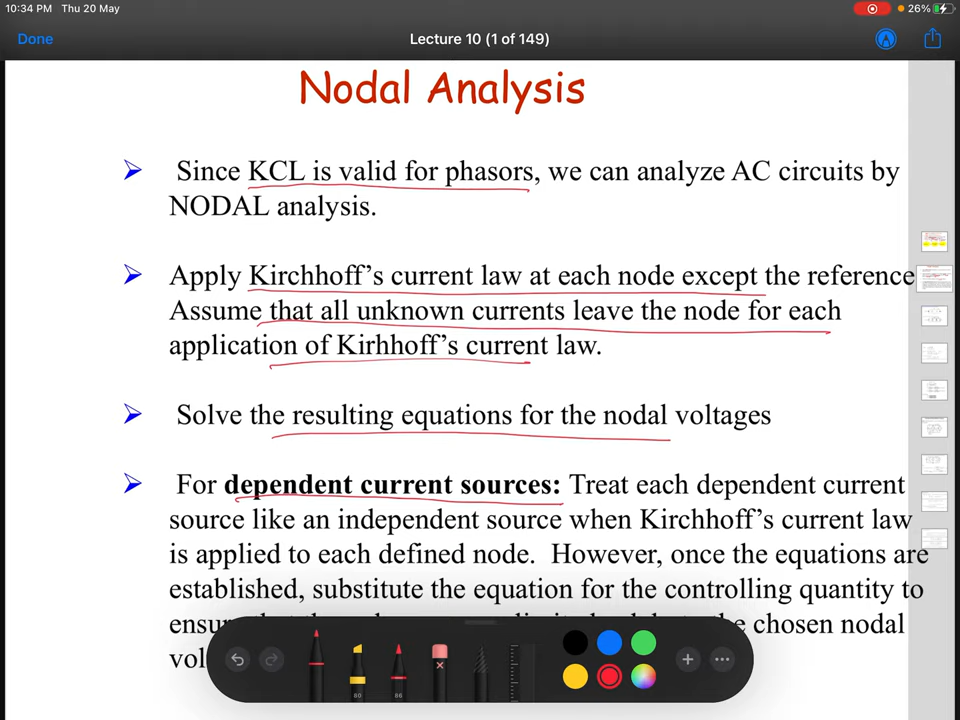 10:34 PM Thu 20 May
26%
Done
Lecture 10 (1 of 149)
Nodal Analysis
Since KCL is valid for phasors, we can analyze AC circuits by
NODAL analysis.
Apply Kirchhoff's current law at each node except the reference
Assume that all unknown currents leave the node for each
application of Kirhhoff's current law.
Solve the resulting equations for the nodal voltages
For dependent current sources: Treat each dependent current
source like an independent source when Kirchhoff's current law
is applied to each defined node. However, once the equations are
established, substitute the equation for the controlling quantity to
chosen nodal
80
86